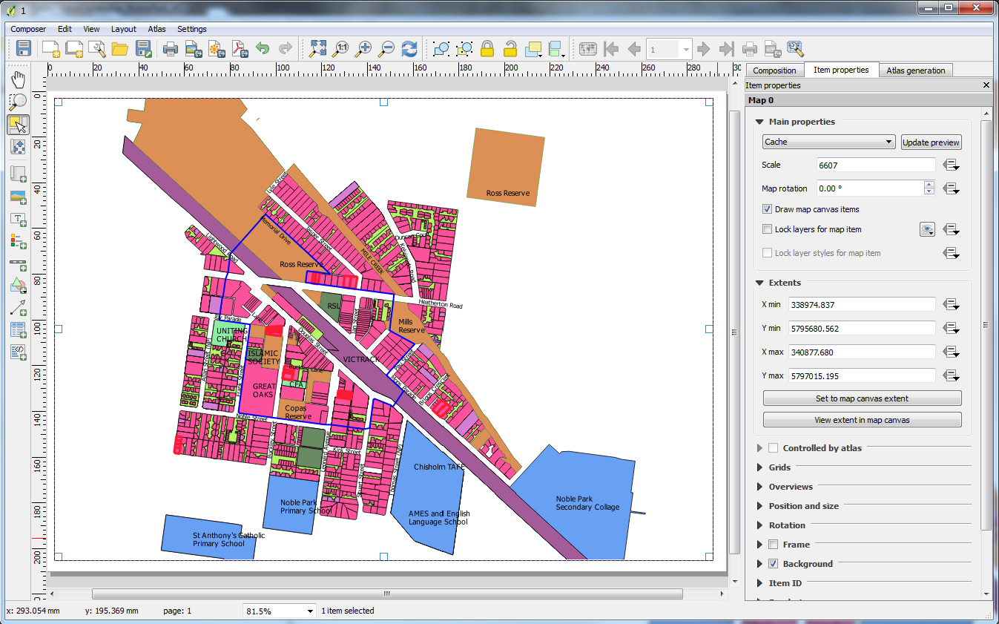 1
Composer Edit View Layout Atlas Settings
1
0 20 40 60 80 100 120 140 160 180 200 220 240 260 280 30
0
20
40
60
80
100
120
140
160
180
200
Composition Item properties Atlas generation
Item properties
Map 0
Main properties
Cache Update preview
Scale 6607
Map rotation 0.00 °
Draw map canvas items
Lock layers for map item
Lock layer styles for map item
Extents
X min 338974.837
Y min 5795680.562
X max 340877.680
Y max 5797015.195
Set to map canvas extent
View extent in map canvas
Controlled by atlas
Grids
Overviews
Position and size
Rotation
Frame
Background
Item ID
Ross Reserve
Memorial Drive
Ross Reserve
MILE CREEK
Heatherton Road
RSL
Mills
Reserve
Joy Parade
UNITING
CHURCH
Douglas Street
ISLAMIC
SOCIETY
VICTRACK
Buckley Lane
CFA
GREAT
OAKS
Copas
Reserve
Noble Street
Chisholm TAFE
Noble Park
Primary School
AMES and English
Language School
Noble Park
Secondary Collage
St Anthony's Catholic
Primary School
x: 293.054 mm y: 195.369 mm page: 1 81.5% 1 item selected